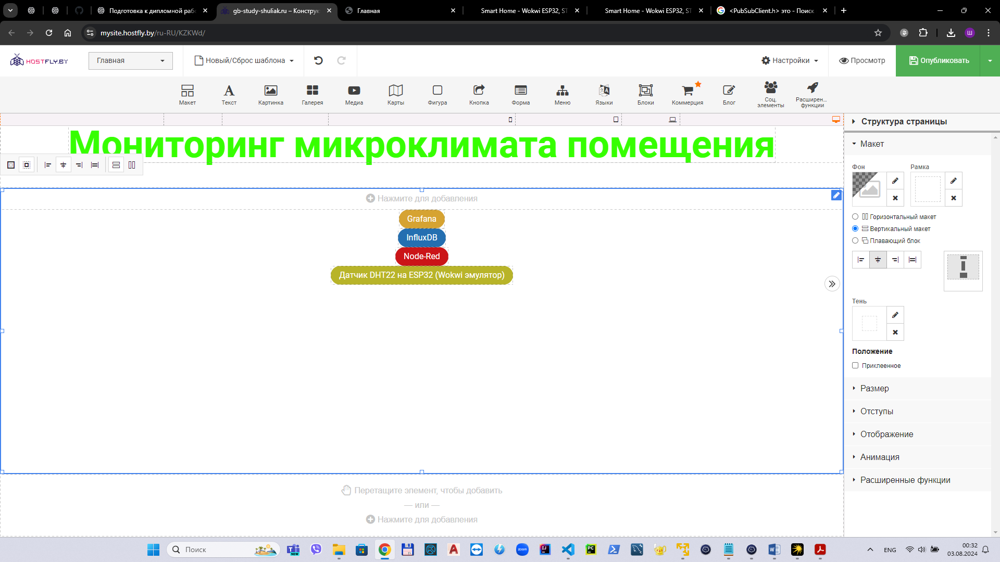 Подготовка к дипломной раб
gb-study-shuliak.ru – Конструк
Главная
Smart Home - Wokwi ESP32, ST
Smart Home - Wokwi ESP32, ST
<PubSubClient.h> это - Поиск
mysite.hostfly.by/ru-RU/KZKWd/
Ш
HOSTFLY.BY
Главная
Новый/Сброс шаблона
Настройки
Просмотр
Опубликовать
Макет
Текст
Картинка
Галерея
Медиа
Карты
Фигура
Кнопка
Форма
Меню
Языки
Блоки
Коммерция
Блог
Соц. элементы
Расширен... функции
Структура страницы
Мониторинг микроклимата помещения
Макет
Фон
Рамка
Нажмите для добавления
Grafana
InfluxDB
Node-Red
Датчик DHT22 на ESP32 (Wokwi эмулятор)
Горизонтальный макет
Вертикальный макет
Плавающий блок
Тень
Положение
Приклеенное
Размер
Отступы
Отображение
Анимация
Расширенные функции
Перетащите элемент, чтобы добавить
— или —
Нажмите для добавления
Поиск
NEW
zoom
IJ
PC
ENG
00:32
03.08.2024